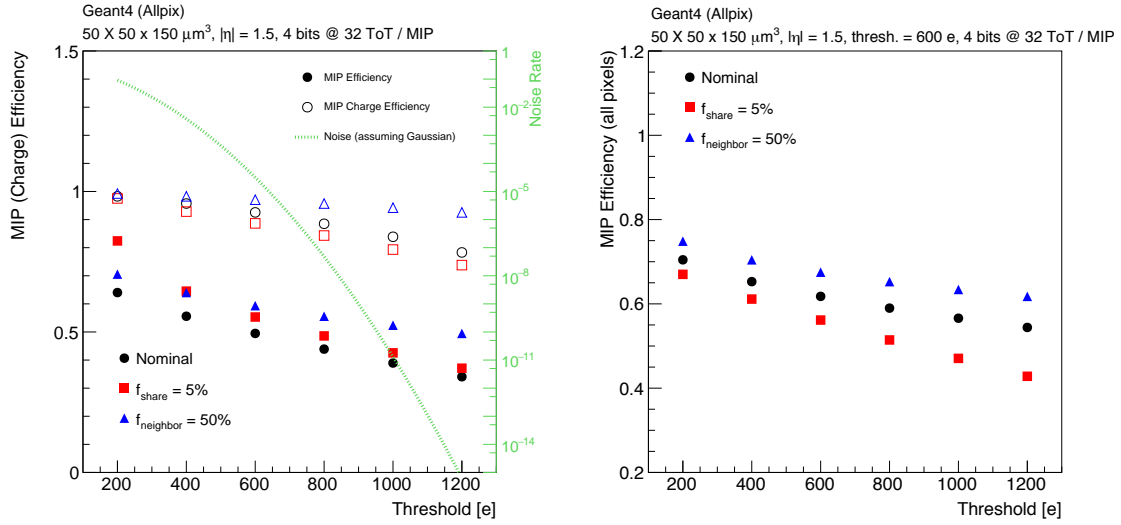 Geant4 (Allpix)
50 X 50 x 150 μm³, |η| = 1.5, 4 bits @ 32 ToT / MIP
MIP (Charge) Efficiency
1.5
1
0.5
0
MIP Efficiency
MIP Charge Efficiency
Noise (assuming Gaussian)
Nominal
f_share = 5%
f_neighbor = 50%
1
10⁻²
10⁻⁵
10⁻⁸
10⁻¹¹
10⁻¹⁴
Noise Rate
200 400 600 800 1000 1200
Threshold [e]
Geant4 (Allpix)
50 X 50 x 150 μm³, |η| = 1.5, thresh. = 600 e, 4 bits @ 32 ToT / MIP
MIP Efficiency (all pixels)
1.2
1
0.8
0.6
0.4
0.2
Nominal
f_share = 5%
f_neighbor = 50%
200 400 600 800 1000 1200
Threshold [e]